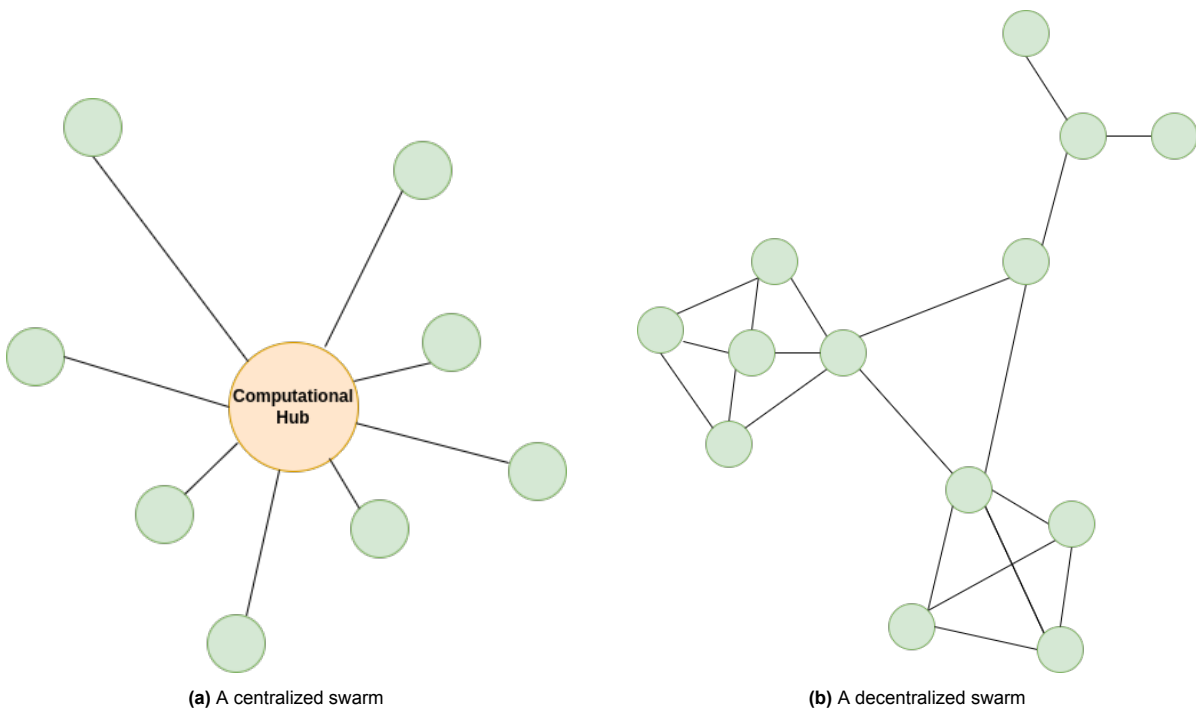 Computational
Hub
(a) A centralized swarm
(b) A decentralized swarm